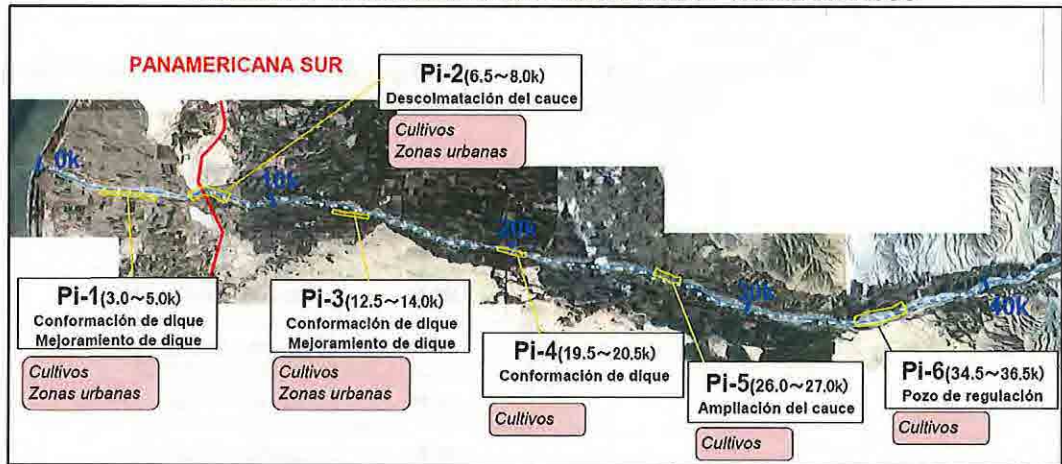 PANAMERICANA SUR
Pi-2(6.5~8.0k)
Descolmatación del cauce
Cultivos
Zonas urbanas
0k
10k
20k
30k
40k
Pi-1(3.0~5.0k)
Conformación de dique
Mejoramiento de dique
Cultivos
Zonas urbanas
Pi-3(12.5~14.0k)
Conformación de dique
Mejoramiento de dique
Cultivos
Zonas urbanas
Pi-4(19.5~20.5k)
Conformación de dique
Cultivos
Pi-5(26.0~27.0k)
Ampliación del cauce
Cultivos
Pi-6(34.5~36.5k)
Pozo de regulación
Cultivos